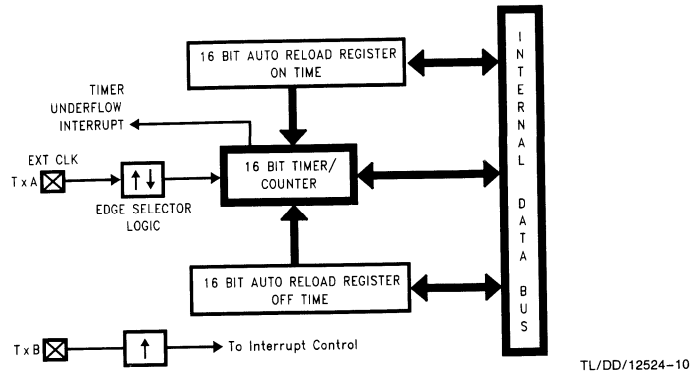 16 BIT AUTO RELOAD REGISTER
ON TIME
TIMER
UNDERFLOW
INTERRUPT
EXT CLK
TxA
16 BIT TIMER/
COUNTER
EDGE SELECTOR
LOGIC
16 BIT AUTO RELOAD REGISTER
OFF TIME
TxB
To Interrupt Control
INTERNAL DATA BUS
TL/DD/12524-10